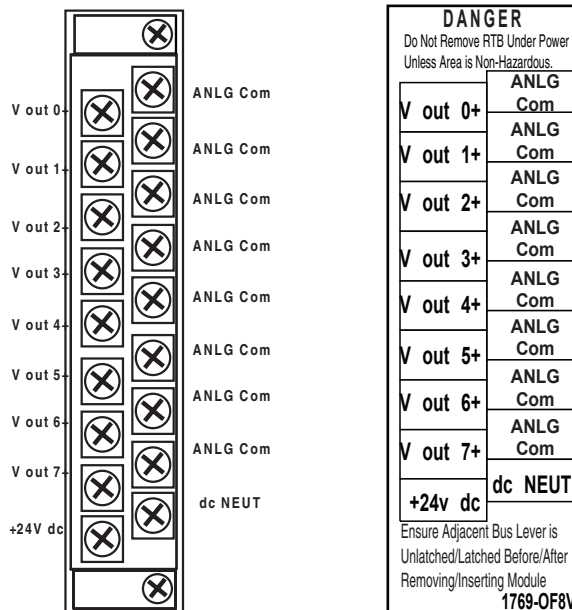 V out 0+
V out 1+
V out 2+
V out 3+
V out 4+
V out 5+
V out 6+
V out 7+
+24V dc
ANLG Com
ANLG Com
ANLG Com
ANLG Com
ANLG Com
ANLG Com
ANLG Com
ANLG Com
dc NEUT
DANGER
Do Not Remove RTB Under Power
Unless Area is Non-Hazardous.
V out 0+
ANLG
Com
V out 1+
ANLG
Com
V out 2+
ANLG
Com
V out 3+
ANLG
Com
V out 4+
ANLG
Com
V out 5+
ANLG
Com
V out 6+
ANLG
Com
V out 7+
ANLG
Com
+24v dc
dc NEUT
Ensure Adjacent Bus Lever is
Unlatched/Latched Before/After
Removing/Inserting Module
1769-OF8V